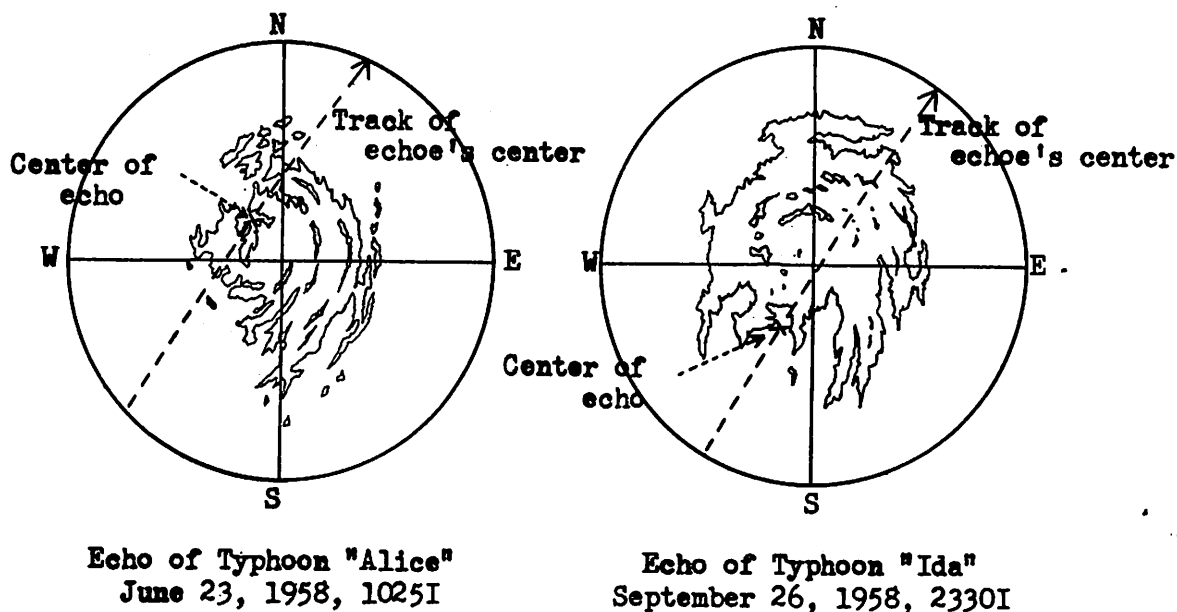 N
Track of
echoe's center
Center of
echo
W
E
S
Echo of Typhoon "Alice"
June 23, 1958, 1025I
N
Track of
echoe's center
W
E
Center of
echo
S
Echo of Typhoon "Ida"
September 26, 1958, 2330I